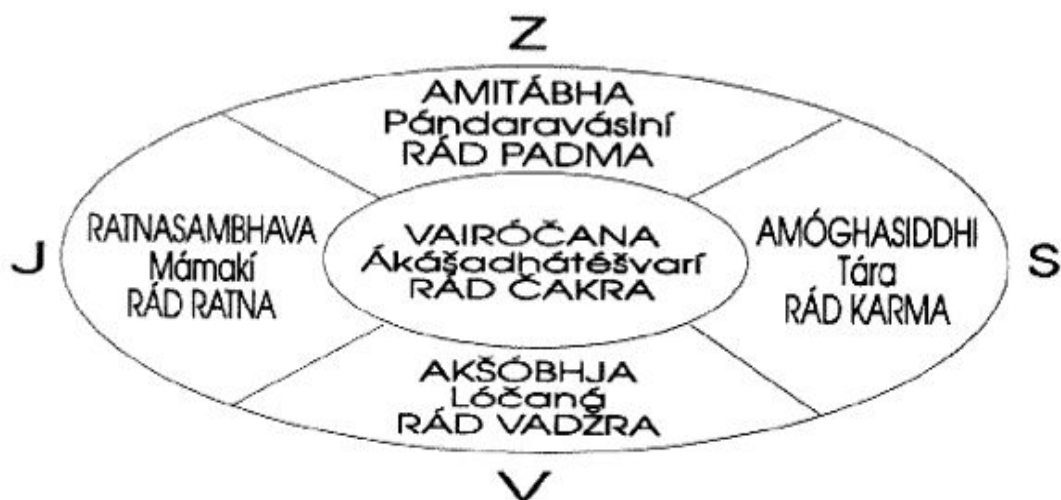 Z
AMITÁBHA
Pándaravásiní
RÁD PADMA
J
RATNASAMBHAVA
Mámakí
RÁD RATNA
VAIRÓČANA
Ákášadhátéšvarí
RÁD ČAKRA
AMÓGHASIDDHI
Tára
RÁD KARMA
S
AKŠÓBHJA
Lóčaná
RÁD VADŽRA
V